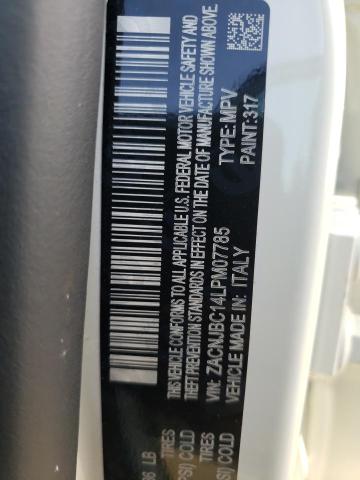 THIS VEHICLE CONFORMS TO ALL APPLICABLE U.S. FEDERAL MOTOR VEHICLE SAFETY AND
THEFT PREVENTION STANDARDS IN EFFECT ON THE DATE OF MANUFACTURE SHOWN ABOVE.
VIN: ZACNJBC14LPM07785 TYPE: MPV
VEHICLE MADE IN: ITALY PAINT: 317
LB
TIRES
SI) COLD
TIRES
SI) COLD